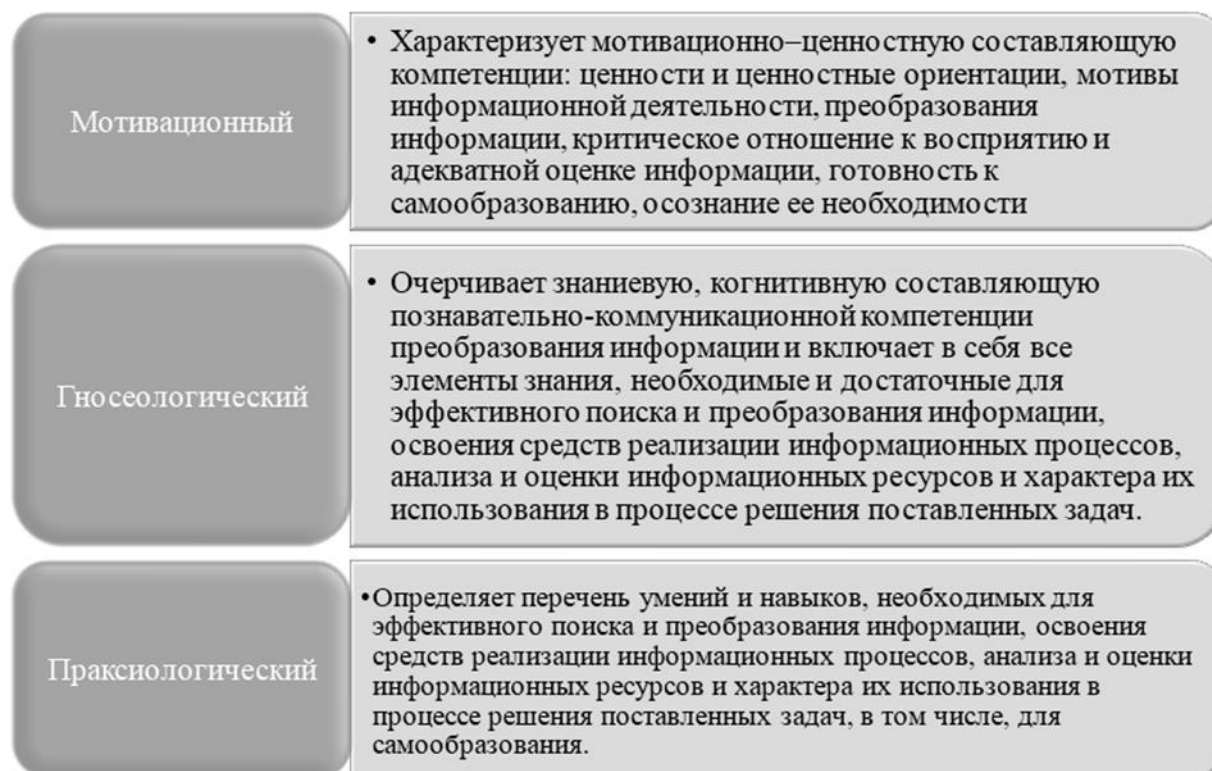 Мотивационный
• Характеризует мотивационно–ценностную составляющую
компетенции: ценности и ценностные ориентации, мотивы
информационной деятельности, преобразования
информации, критическое отношение к восприятию и
адекватной оценке информации, готовность к
самообразованию, осознание ее необходимости
Гносеологический
• Очерчивает знаниевую, когнитивную составляющую
познавательно-коммуникационной компетенции
преобразования информации и включает в себя все
элементы знания, необходимые и достаточные для
эффективного поиска и преобразования информации,
освоения средств реализации информационных процессов,
анализа и оценки информационных ресурсов и характера их
использования в процессе решения поставленных задач.
Праксиологический
•Определяет перечень умений и навыков, необходимых для
эффективного поиска и преобразования информации, освоения
средств реализации информационных процессов, анализа и оценки
информационных ресурсов и характера их использования в
процессе решения поставленных задач, в том числе, для
самообразования.